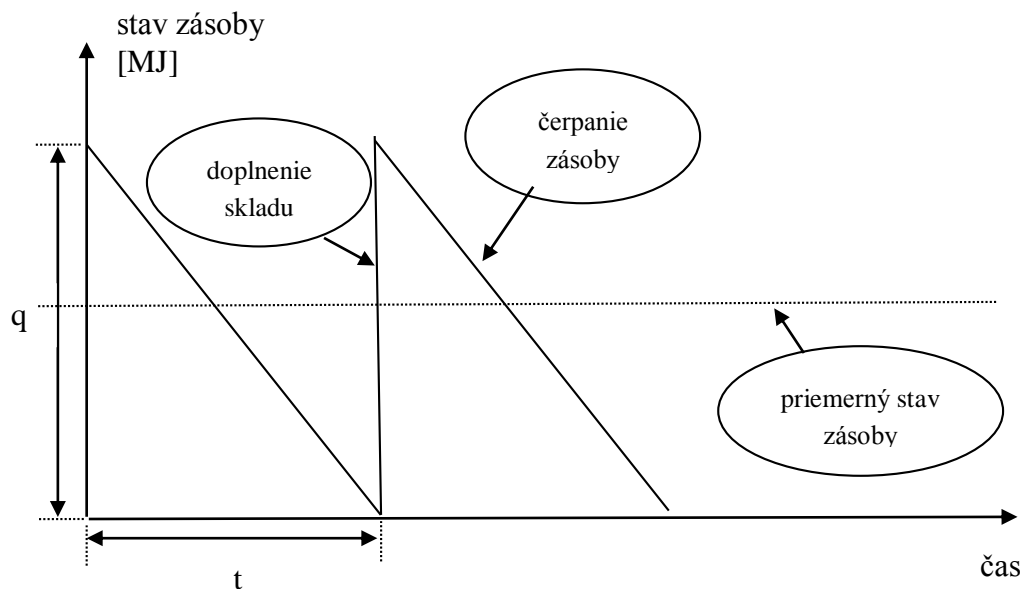 stav zásoby
[MJ]
čerpanie
zásoby
doplnenie
skladu
q
priemerný stav
zásoby
t
čas